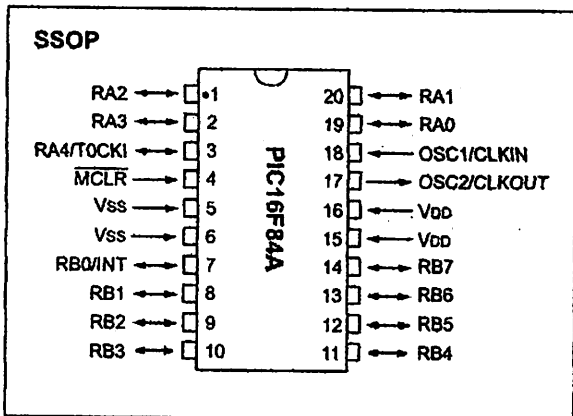 SSOP
RA2 1 20 RA1
RA3 2 19 RA0
RA4/T0CKI 3 18 OSC1/CLKIN
MCLR 4 17 OSC2/CLKOUT
Vss 5 16 VDD
Vss 6 15 VDD
RB0/INT 7 14 RB7
RB1 8 13 RB6
RB2 9 12 RB5
RB3 10 11 RB4
PIC16F84A